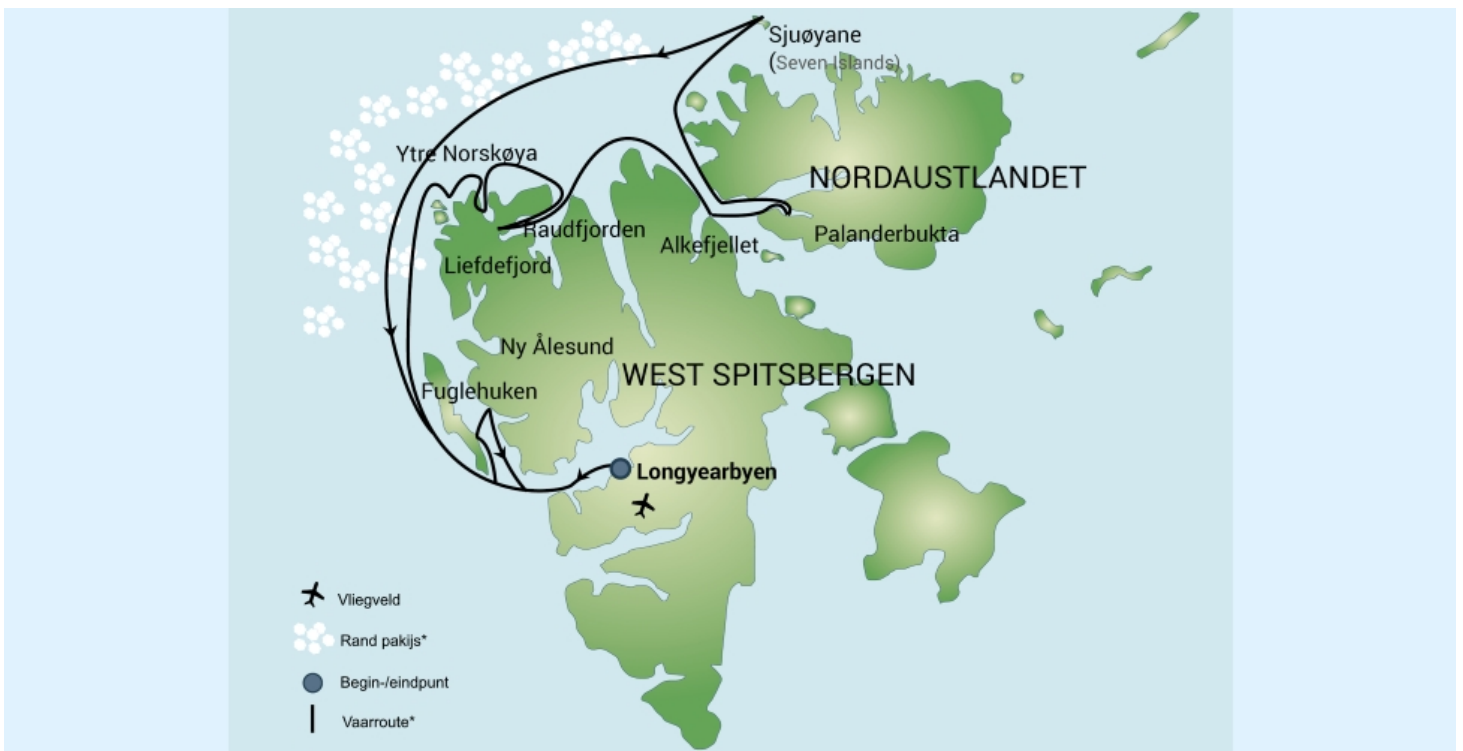 Sjuøyane
(Seven Islands)
Ytre Norskøya
NORDAUSTLANDET
Raudfjorden
Alkefjellet
Palanderbukta
Liefdefjord
Ny Ålesund
WEST SPITSBERGEN
Fuglehuken
Longyearbyen
Vliegveld
Rand pakijs*
Begin-/eindpunt
Vaarroute*